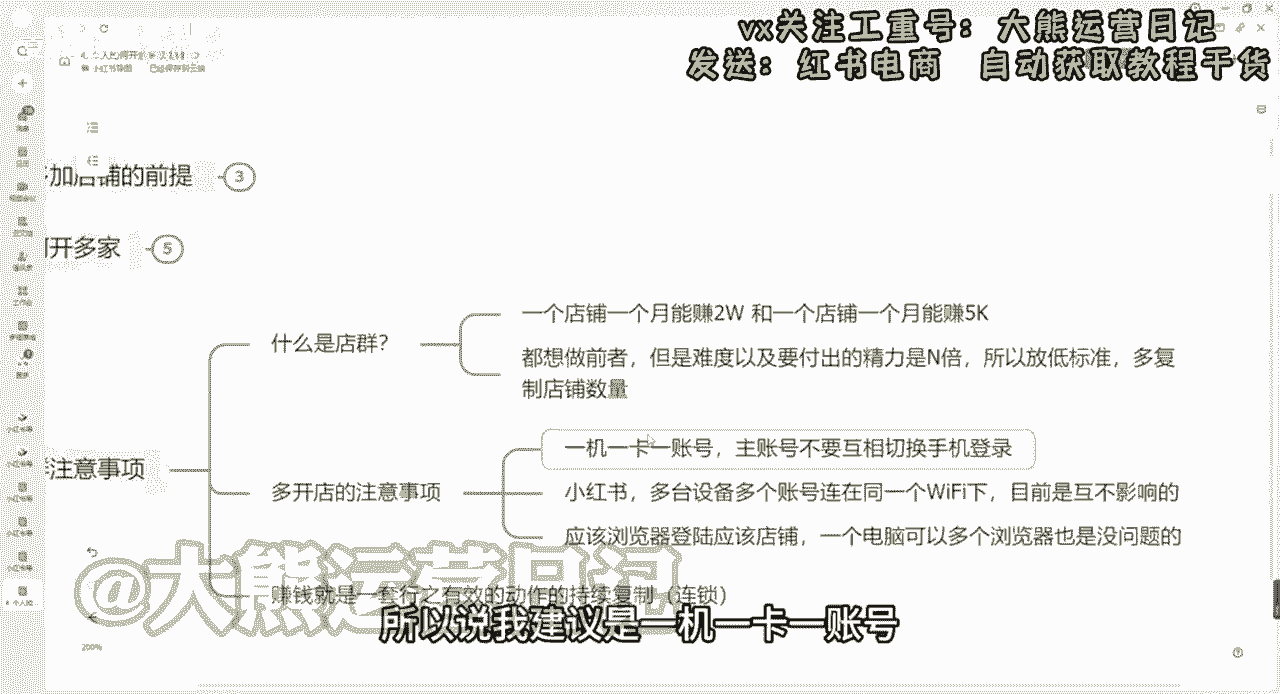 vx关注工重号：大熊运营日记
发送：红书电商 自动获取教程干货
加店铺的前提 3
开多家 5
一个店铺一个月能赚2W 和一个店铺一个月能赚5K
什么是店群？
都想做前者，但是难度以及要付出的精力是N倍，所以放低标准，多复
制店铺数量
一机一卡一账号，主账号不要互相切换手机登录
注意事项
多开店的注意事项
小红书，多台设备多个账号连在同一个WiFi下，目前是互不影响的
应该浏览器登陆应该店铺，一个电脑可以多个浏览器也是没问题的
@大熊运营日记
赚钱就是一套行之有效的动作的持续复制（连锁）
所以说我建议是一机一卡一账号
200%